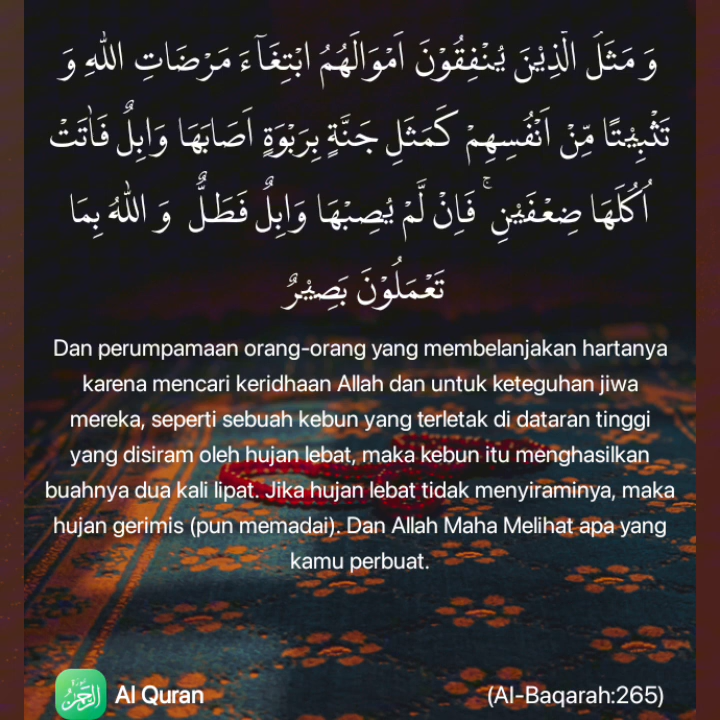 وَ مَثَلُ الَّذِيْنَ يُنْفِقُوْنَ اَمْوَالَهُمُ ابْتِغَآءَ مَرْضَاتِ اللّٰهِ وَ
تَثْبِيْتًا مِّنْ اَنْفُسِهِمْ كَمَثَلِ جَنَّةٍۭ بِرَبْوَةٍ اَصَابَهَا وَابِلٌ فَاٰتَتْ
اُكُلَهَا ضِعْفَيْنِ ۚ فَاِنْ لَّمْ يُصِبْهَا وَابِلٌ فَطَلٌّ وَ اللّٰهُ بِمَا
تَعْمَلُوْنَ بَصِيْرٌ
Dan perumpamaan orang-orang yang membelanjakan hartanya
karena mencari keridhaan Allah dan untuk keteguhan jiwa
mereka, seperti sebuah kebun yang terletak di dataran tinggi
yang disiram oleh hujan lebat, maka kebun itu menghasilkan
buahnya dua kali lipat. Jika hujan lebat tidak menyiraminya, maka
hujan gerimis (pun memadai). Dan Allah Maha Melihat apa yang
kamu perbuat.
Al Quran
(Al-Baqarah:265)